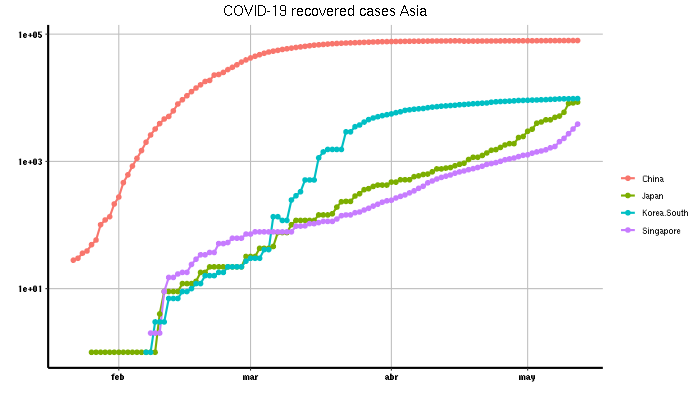 COVID-19 recovered cases Asia
1e+05
1e+03
1e+01
feb mar abr may
China
Japan
Korea.South
Singapore